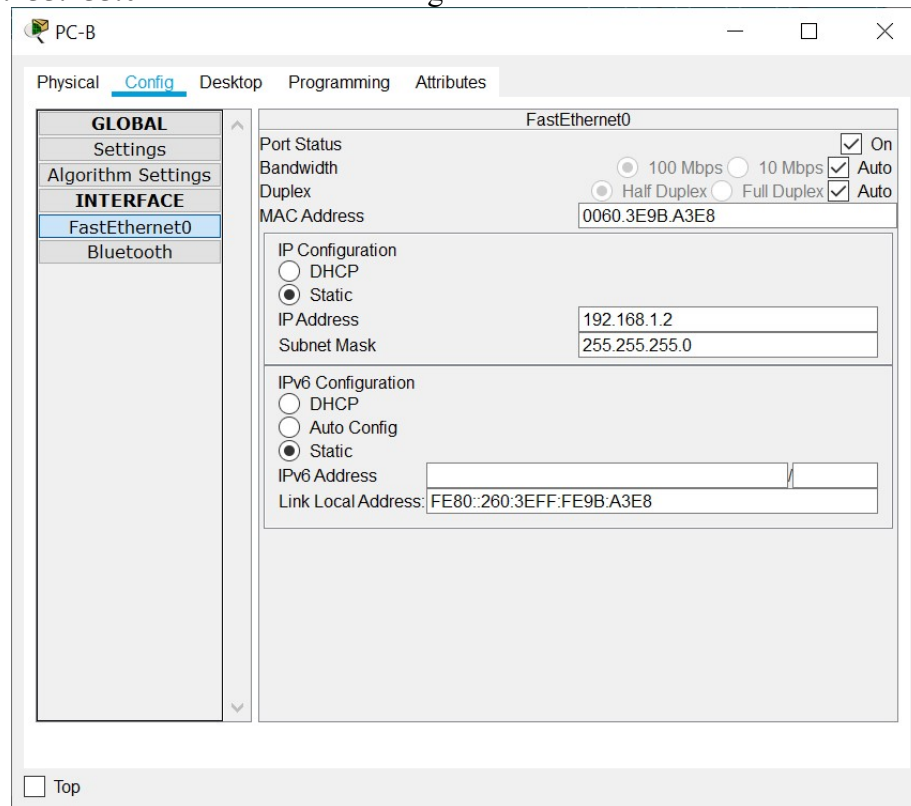 PC-B
Physical Config Desktop Programming Attributes
GLOBAL
Settings
Algorithm Settings
INTERFACE
FastEthernet0
Bluetooth
FastEthernet0
Port Status On
Bandwidth 100 Mbps 10 Mbps Auto
Duplex Half Duplex Full Duplex Auto
MAC Address 0060.3E9B.A3E8
IP Configuration
DHCP
Static
IP Address 192.168.1.2
Subnet Mask 255.255.255.0
IPv6 Configuration
DHCP
Auto Config
Static
IPv6 Address /
Link Local Address: FE80::260:3EFF:FE9B:A3E8
Top